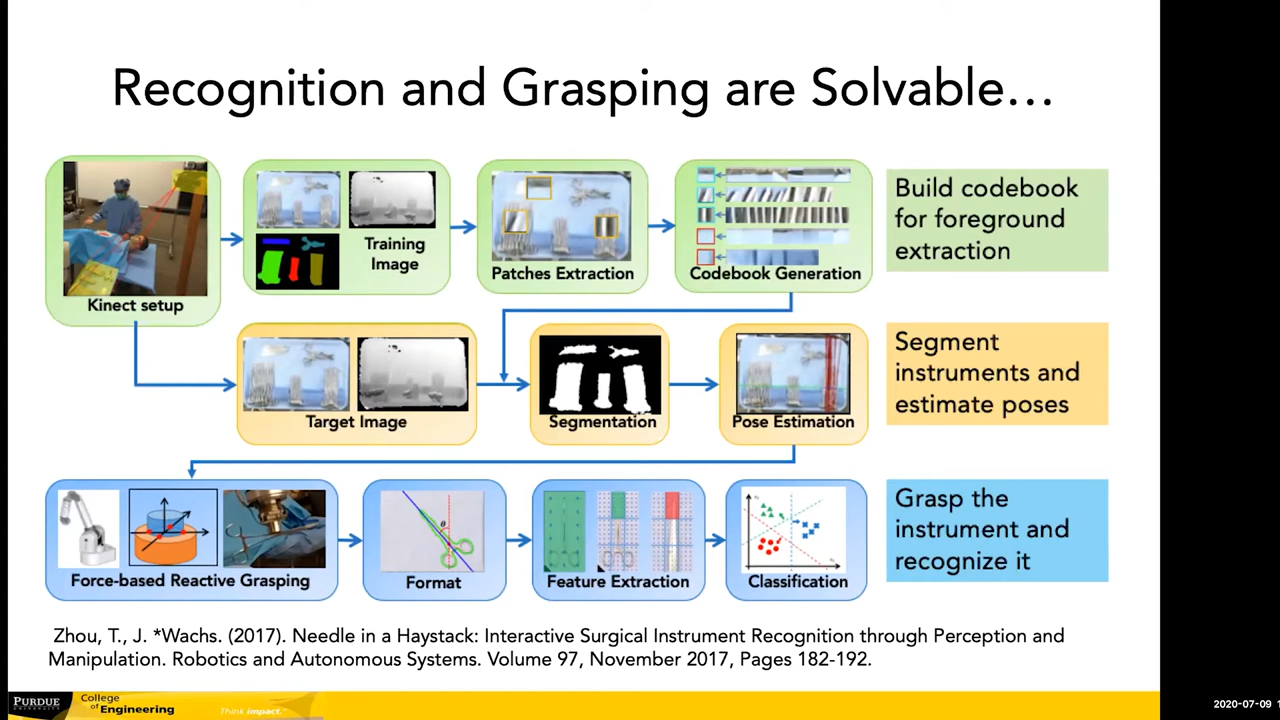 Recognition and Grasping are Solvable…
Kinect setup
Training
Image
Patches Extraction
Codebook Generation
Build codebook
for foreground
extraction
Target Image
Segmentation
Pose Estimation
Segment
instruments and
estimate poses
Force-based Reactive Grasping
θ
Format
Feature Extraction
Classification
Grasp the
instrument and
recognize it
Zhou, T., J. *Wachs. (2017). Needle in a Haystack: Interactive Surgical Instrument Recognition through Perception and
Manipulation. Robotics and Autonomous Systems. Volume 97, November 2017, Pages 182-192.
PURDUE
UNIVERSITY
College
of Engineering
Think impact.
2020-07-09